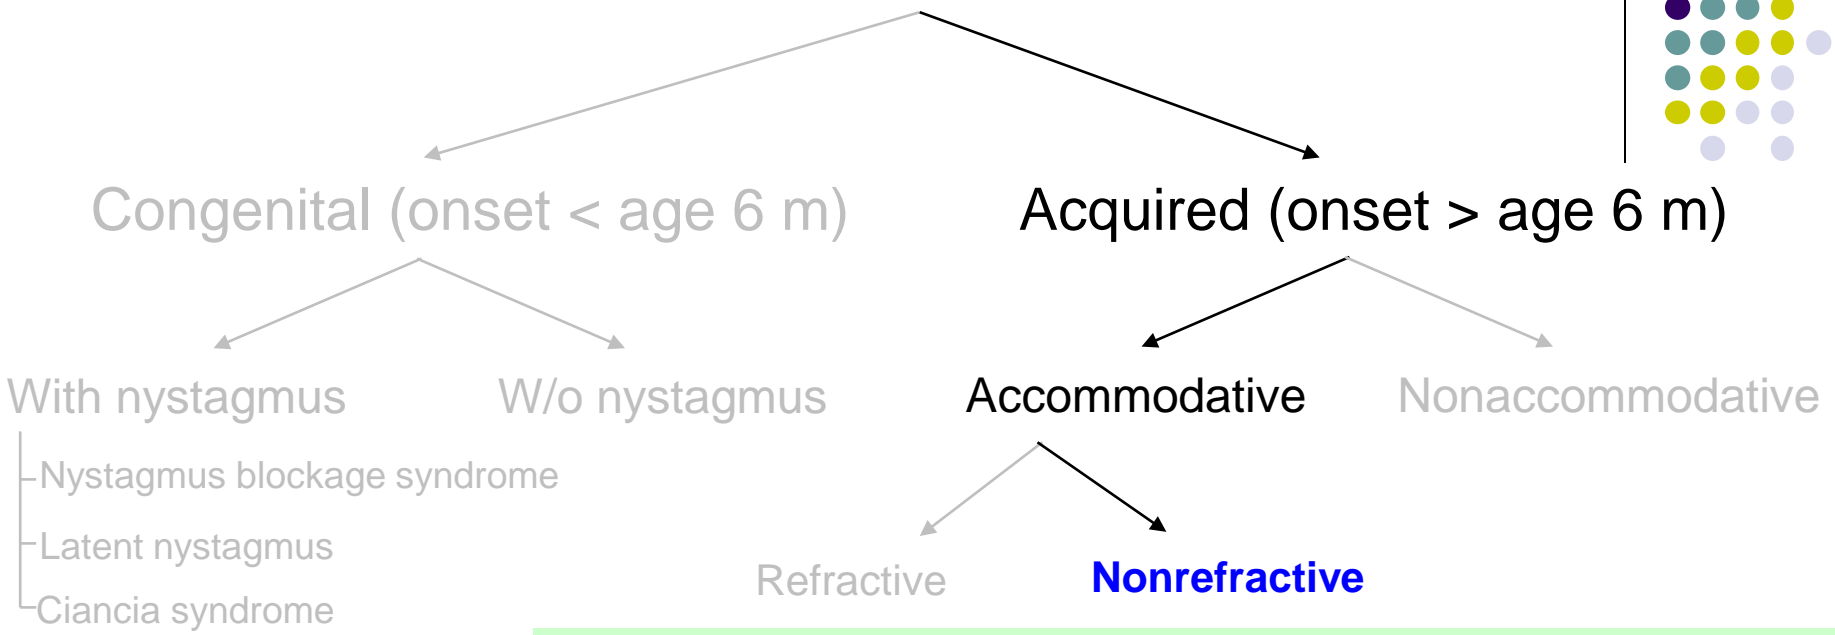 Congenital (onset < age 6 m)
Acquired (onset > age 6 m)
With nystagmus
W/o nystagmus
Accommodative
Nonaccommodative
Nystagmus blockage syndrome
Latent nystagmus
Ciancia syndrome
Refractive
Nonrefractive